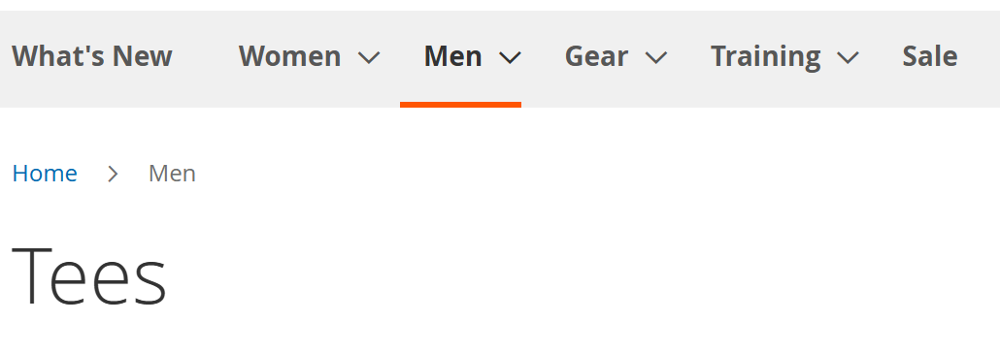 What's New Women Men Gear Training Sale
Home > Men
Tees